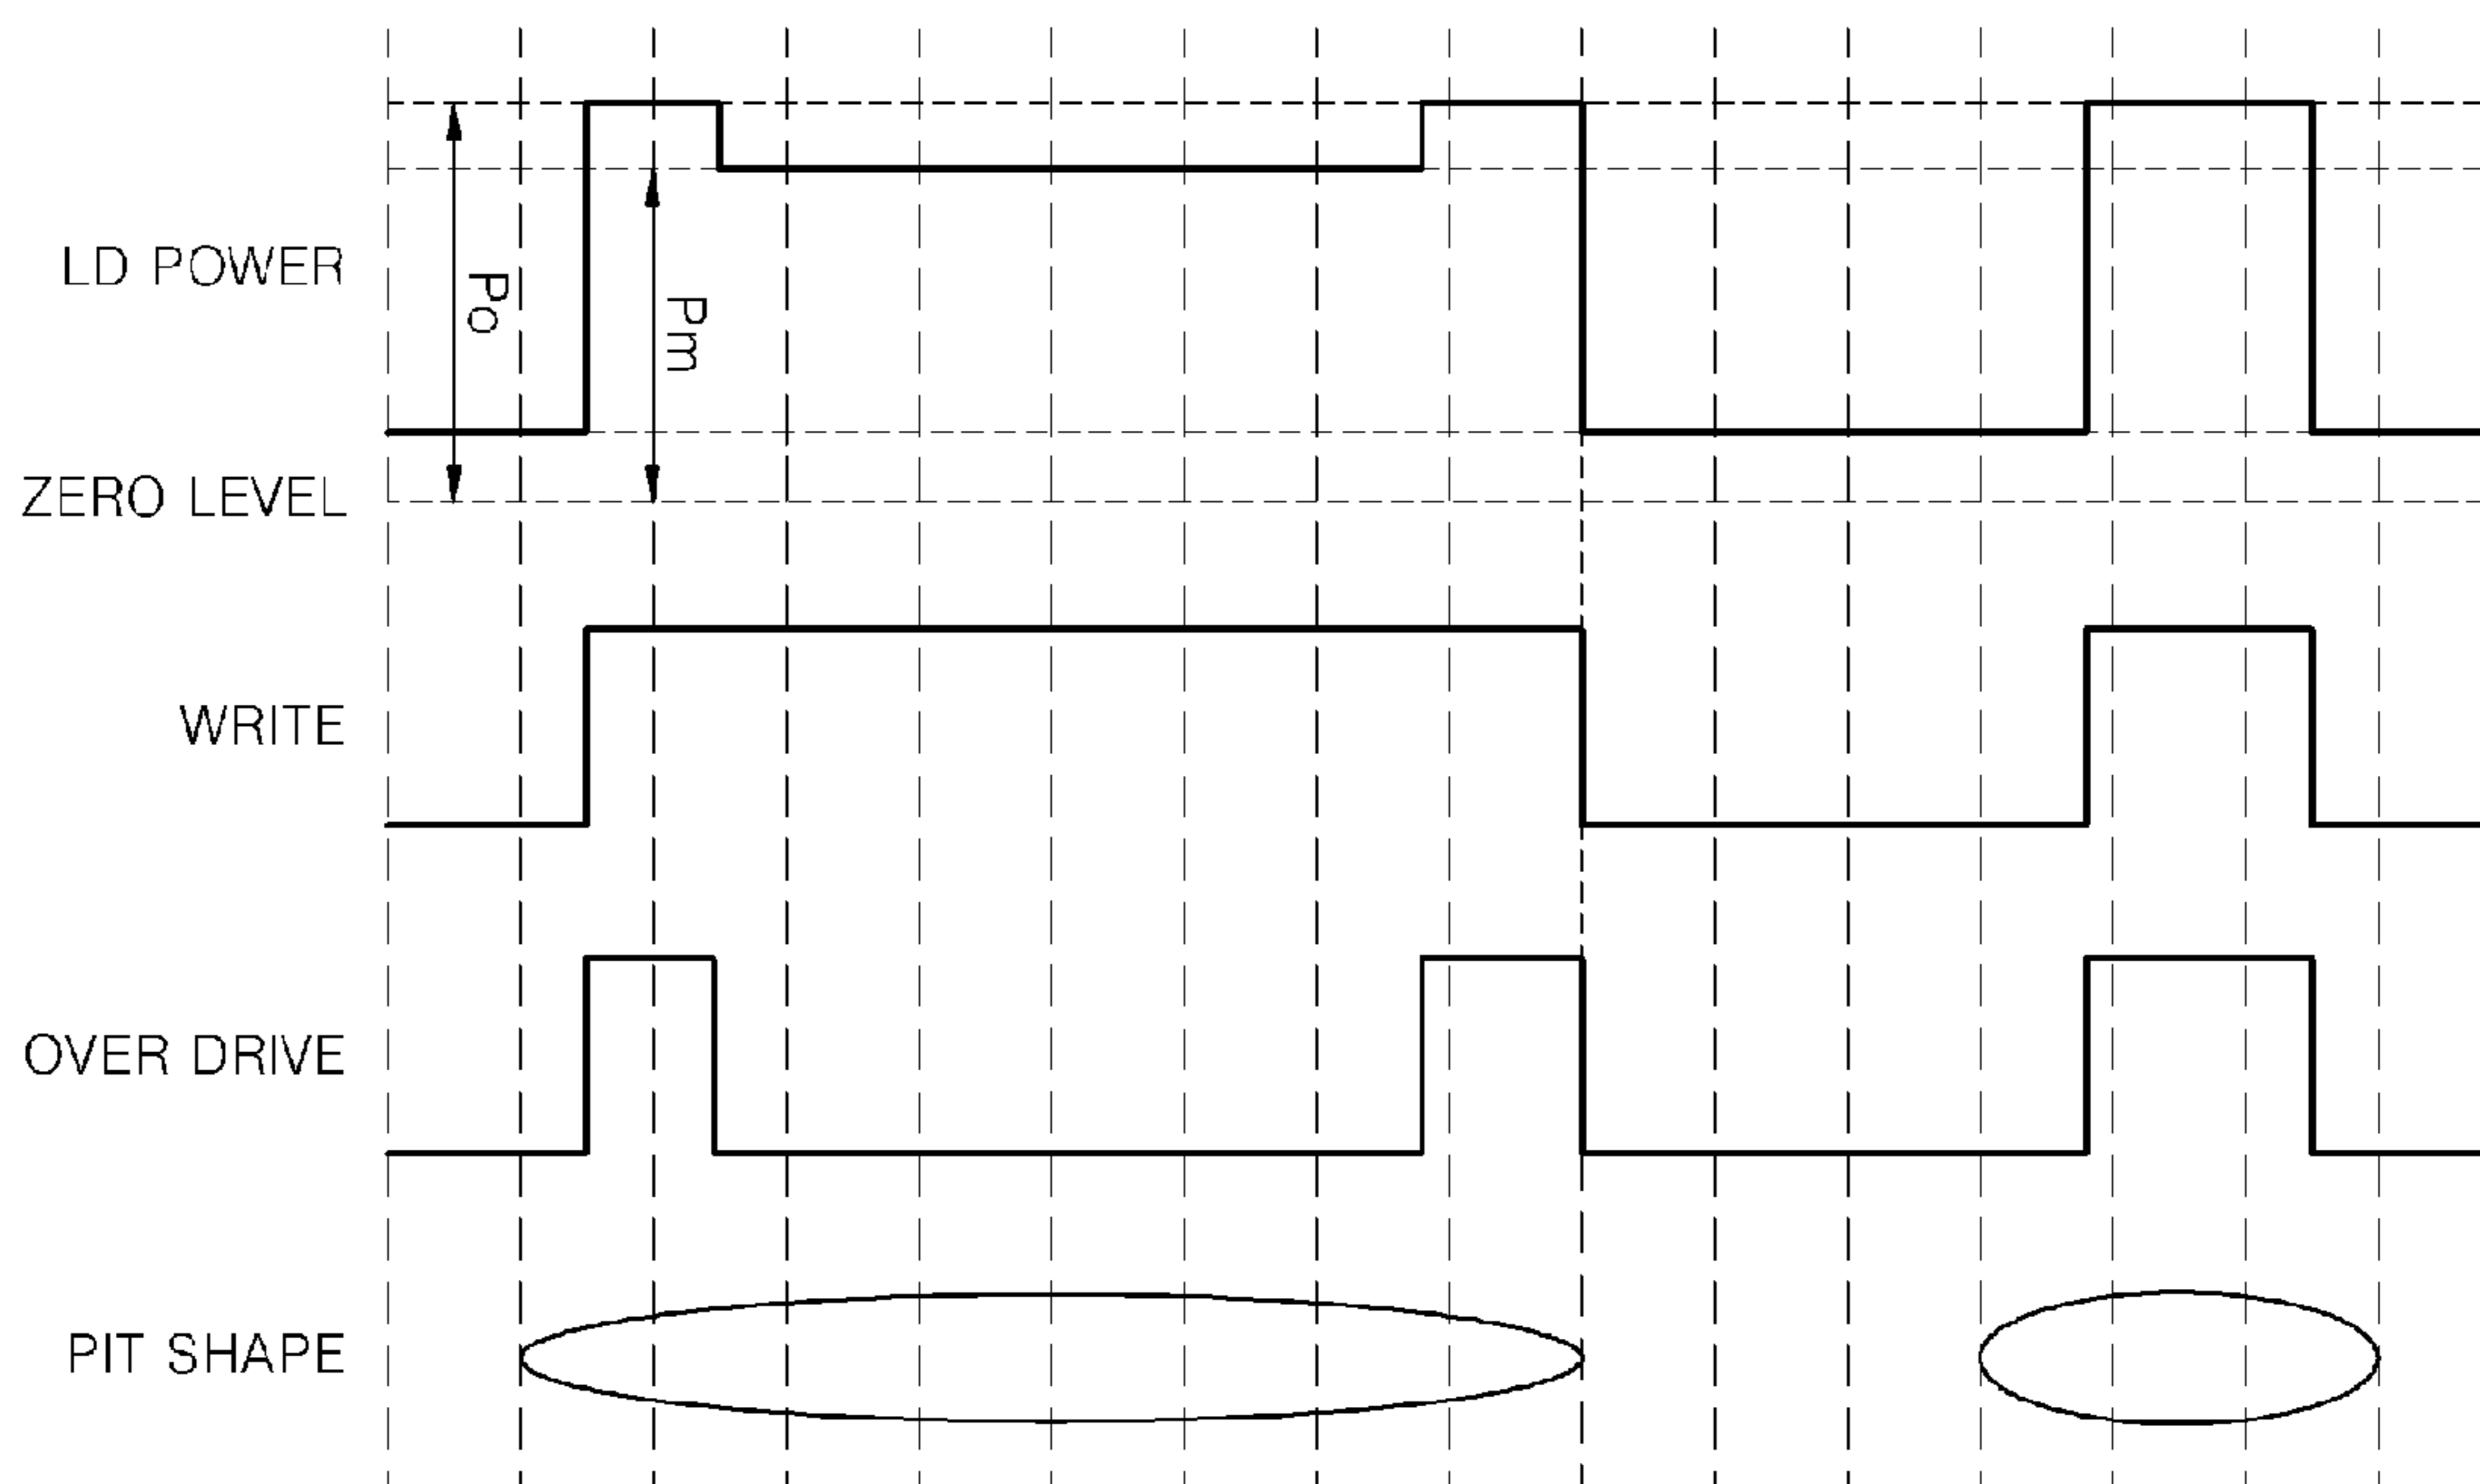 LD POWER
Po
Pm
ZERO LEVEL
WRITE
OVER DRIVE
PIT SHAPE